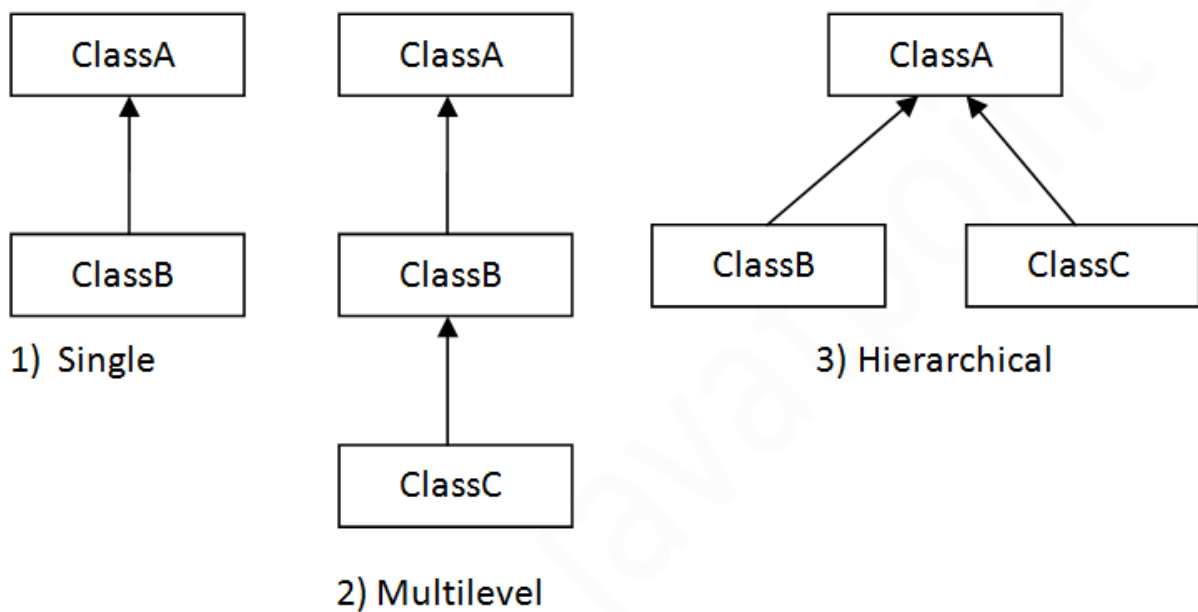 ClassA
ClassB
1) Single
ClassA
ClassB
ClassC
2) Multilevel
ClassA
ClassB
ClassC
3) Hierarchical